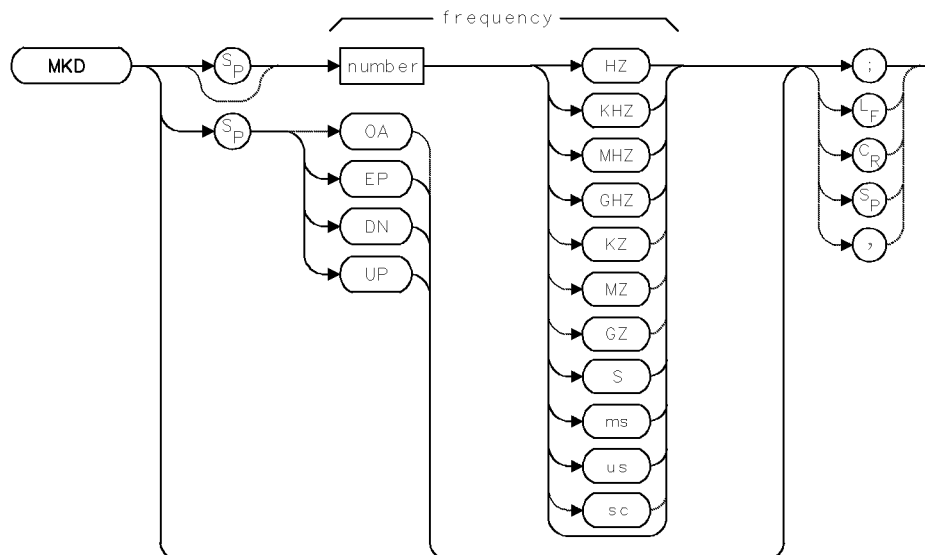 frequency
MKD
SP
number
HZ
;
KHZ
LF
SP
OA
MHZ
CR
EP
GHZ
SP
DN
KZ
,
UP
MZ
GZ
S
ms
us
sc